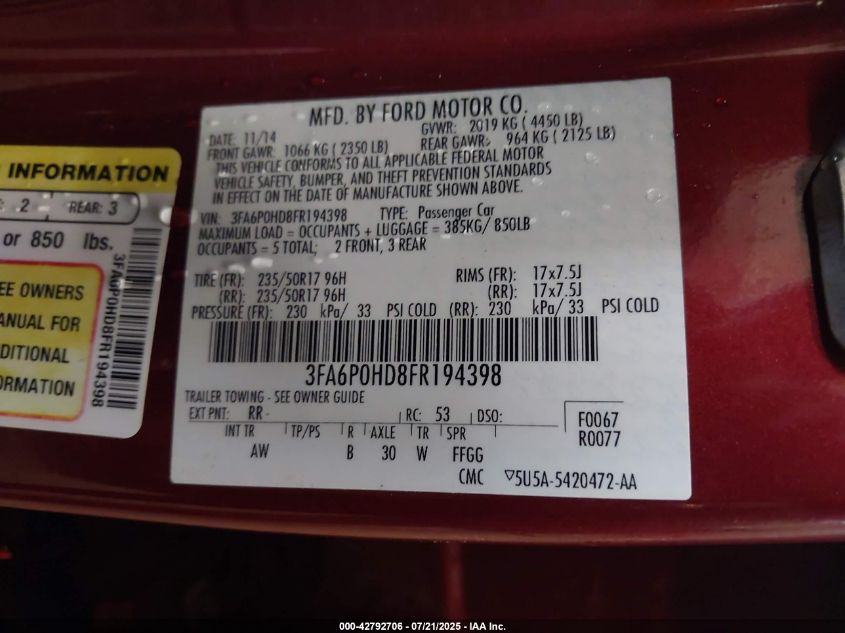 MFD. BY FORD MOTOR CO.
DATE: 11/14 GVWR: 2019 KG ( 4450 LB)
FRONT GAWR: 1066 KG ( 2350 LB) REAR GAWR: 964 KG ( 2125 LB)
THIS VEHICLE CONFORMS TO ALL APPLICABLE FEDERAL MOTOR
VEHICLE SAFETY, BUMPER, AND THEFT PREVENTION STANDARDS
IN EFFECT ON THE DATE OF MANUFACTURE SHOWN ABOVE.
VIN: 3FA6P0HD8FR194398 TYPE: Passenger Car
MAXIMUM LOAD = OCCUPANTS + LUGGAGE = 385KG/ 850LB
OCCUPANTS = 5 TOTAL; 2 FRONT, 3 REAR
TIRE (FR): 235/50R17 96H RIMS (FR): 17x7.5J
(RR): 235/50R17 96H (RR): 17x7.5J
PRESSURE (FR): 230 kPa/ 33 PSI COLD (RR): 230 kPa/ 33 PSI COLD
3FA6P0HD8FR194398
TRAILER TOWING - SEE OWNER GUIDE
EXT PNT: RR- RC: 53 DSO:
F0067
R0077
INT TR TP/PS R AXLE TR SPR
AW B 30 W FFGG
CMC ▽5U5A-5420472-AA
INFORMATION
: 2 REAR: 3
or 850 lbs.
EE OWNERS
ANUAL FOR
DITIONAL
RMATION
3FA6P0HD8FR194398
000-42792706 - 07/21/2025 - IAA Inc.